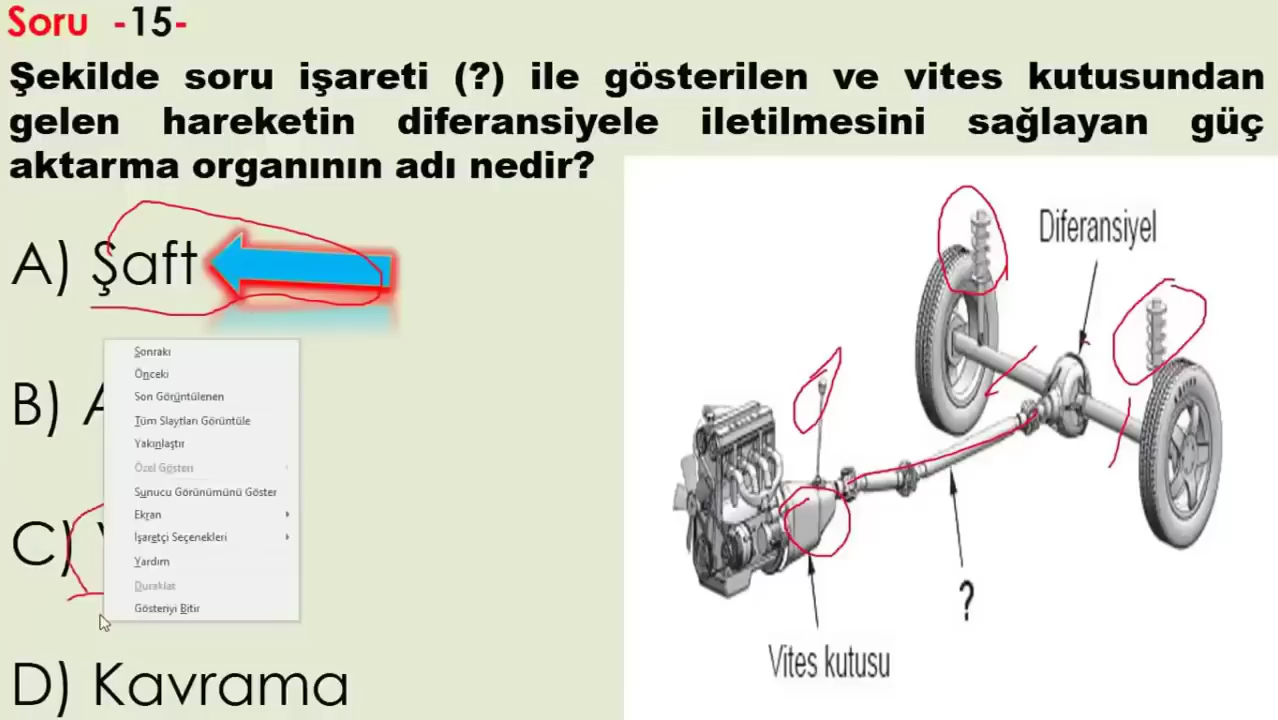 Soru -15-
Şekilde soru işareti (?) ile gösterilen ve vites kutusundan
gelen hareketin diferansiyele iletilmesini sağlayan güç
aktarma organının adı nedir?
A) Şaft
B)
C)
D) Kavrama
Sonraki
Önceki
Son Görüntülenen
Tüm Slaytları Görüntüle
Yakınlaştır
Özel Gösteri
Sunucu Görünümünü Göster
Ekran
İşaretçi Seçenekleri
Yardım
Duraklat
Gösteriyi Bitir
Diferansiyel
?
Vites kutusu